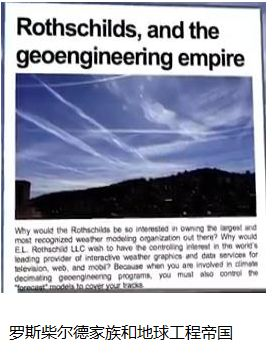 Rothschilds, and the
geoengineering empire
Why would the Rothschilds be so interested in owning the largest and
most recognized weather modeling organization out there? Why would
E.L. Rothschild LLC wish to have the controlling interest in the world's
leading provider of interactive weather graphics and data services for
television, web, and mobil? Because when you are involved in climate
decimating geoengineering programs, you must also control the
"forecast" models to cover your tracks.
罗斯柴尔德家族和地球工程帝国